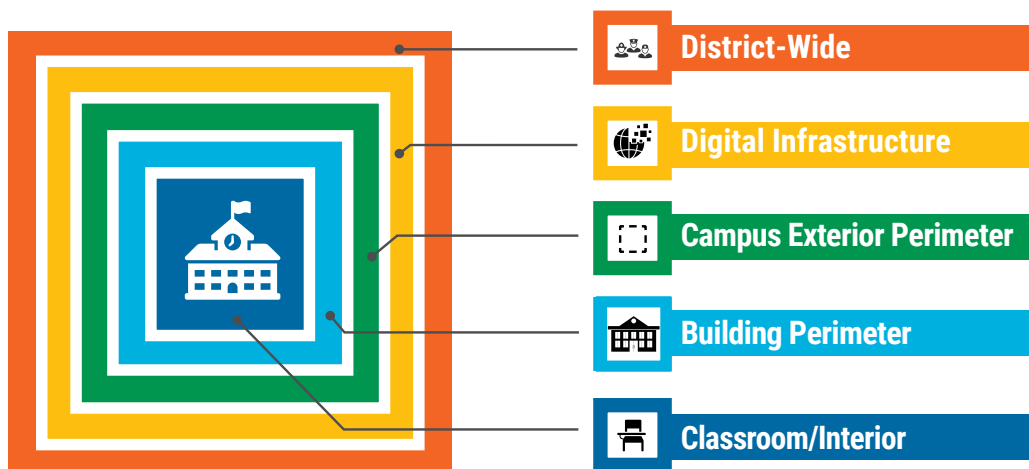 District-Wide
Digital Infrastructure
Campus Exterior Perimeter
Building Perimeter
Classroom/Interior